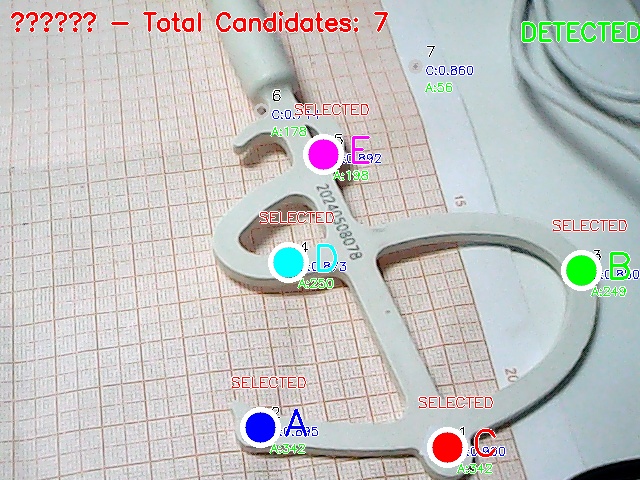 ?????? - Total Candidates: 7
DETECTED
7
C:0.860
A:56
6
SELECTED
A:178
5
E
A:198
15
20240508078
SELECTED
4
D
A:250
SELECTED
3
B
A:249
20
SELECTED
2
A
A:342
SELECTED
1
C
A:342